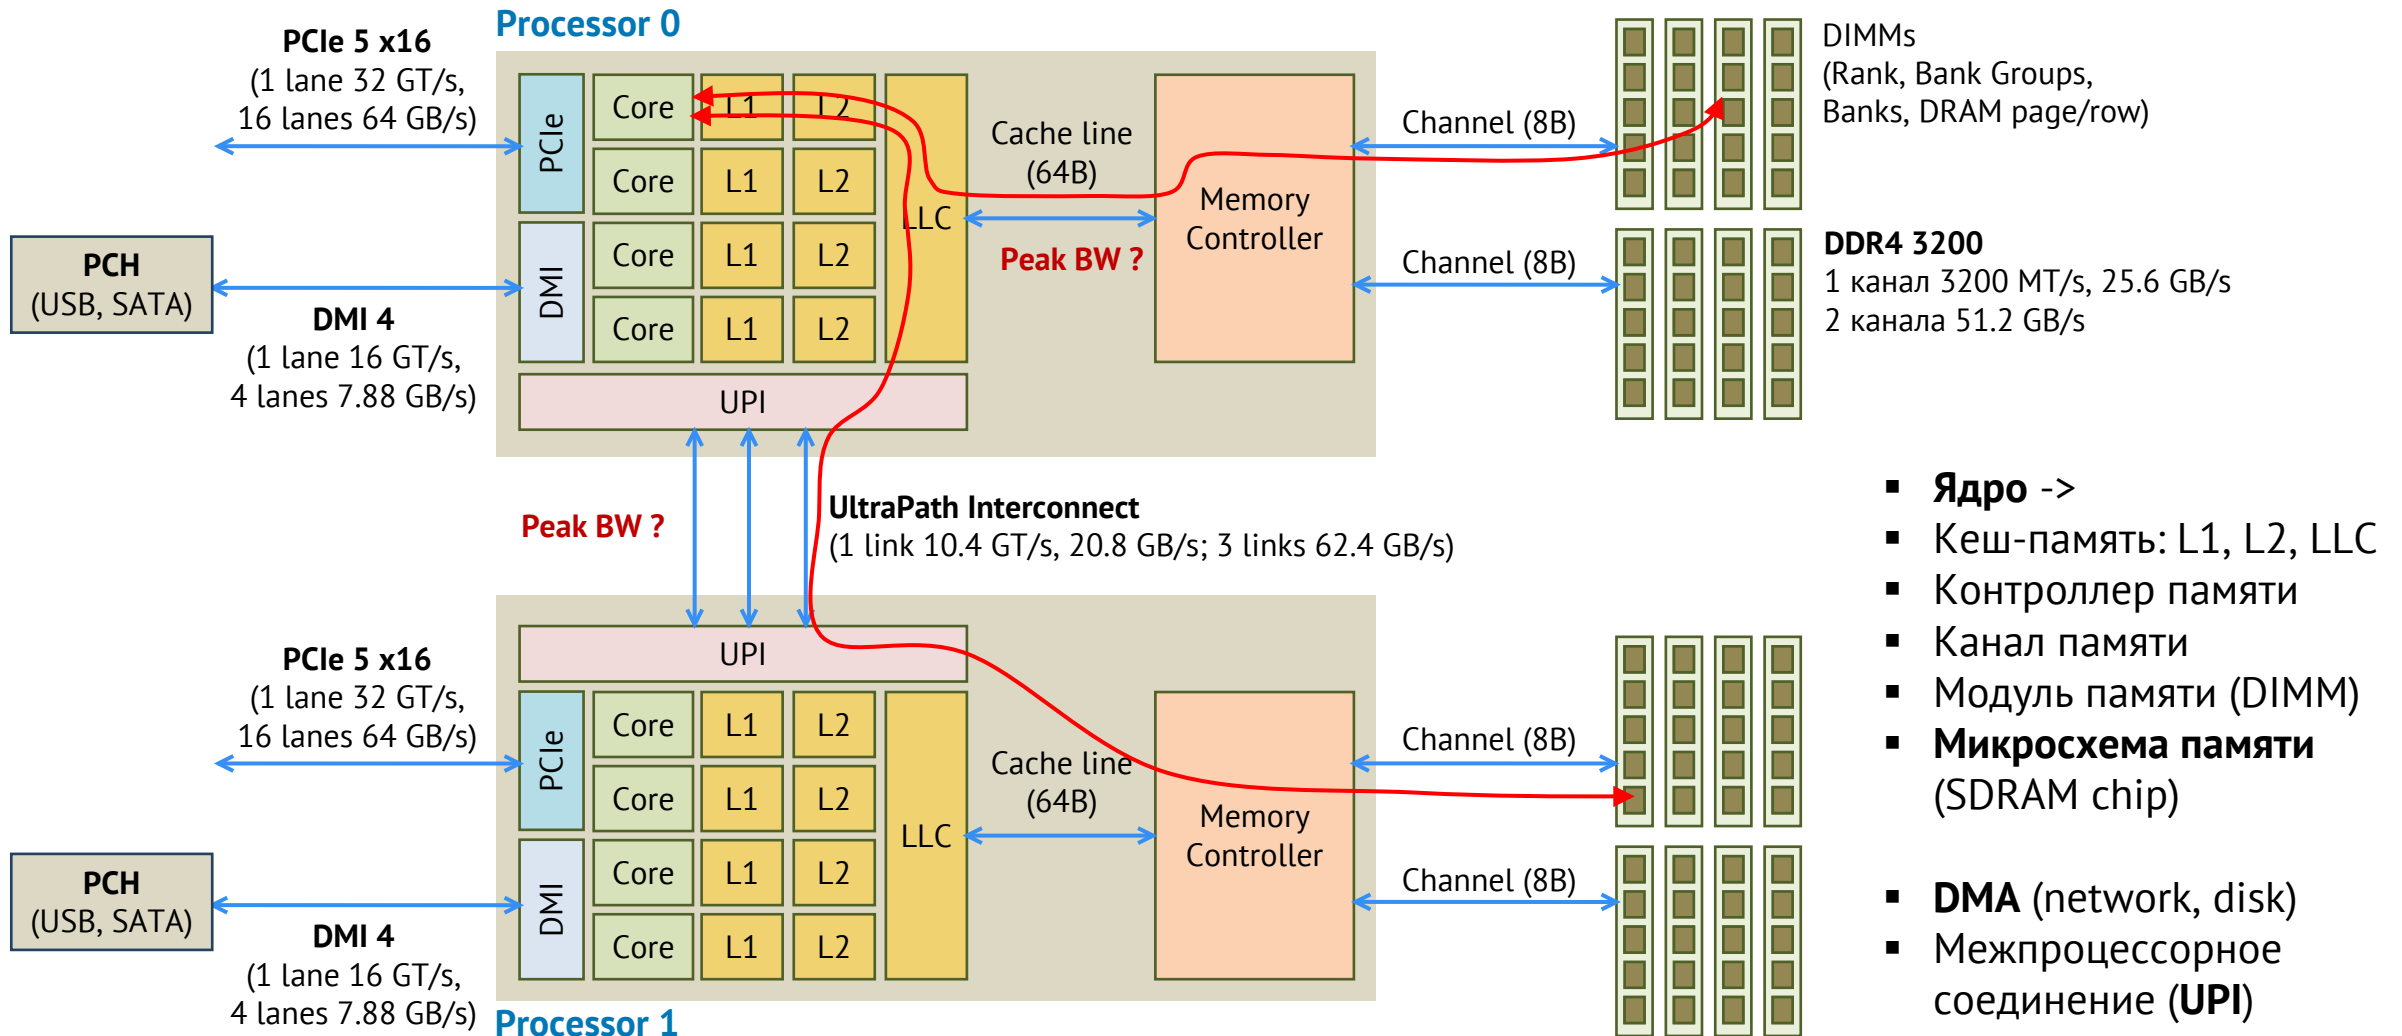 Processor 0
PCIe 5 x16
(1 lane 32 GT/s,
16 lanes 64 GB/s)
PCIe
Core
L1
L2
Core
L1
L2
Core
L1
L2
Core
L1
L2
LLC
DMI
UPI
Cache line
(64B)
Peak BW ?
Memory
Controller
Channel (8B)
Channel (8B)
DIMMs
(Rank, Bank Groups,
Banks, DRAM page/row)
DDR4 3200
1 канал 3200 MT/s, 25.6 GB/s
2 канала 51.2 GB/s
PCH
(USB, SATA)
DMI 4
(1 lane 16 GT/s,
4 lanes 7.88 GB/s)
Peak BW ?
UltraPath Interconnect
(1 link 10.4 GT/s, 20.8 GB/s; 3 links 62.4 GB/s)
UPI
PCIe 5 x16
(1 lane 32 GT/s,
16 lanes 64 GB/s)
PCIe
Core
L1
L2
Core
L1
L2
Core
L1
L2
Core
L1
L2
LLC
DMI
Cache line
(64B)
Memory
Controller
Channel (8B)
Channel (8B)
PCH
(USB, SATA)
DMI 4
(1 lane 16 GT/s,
4 lanes 7.88 GB/s)
Processor 1
▪ Ядро ->
▪ Кеш-память: L1, L2, LLC
▪ Контроллер памяти
▪ Канал памяти
▪ Модуль памяти (DIMM)
▪ Микросхема памяти
(SDRAM chip)
▪ DMA (network, disk)
▪ Межпроцессорное
соединение (UPI)